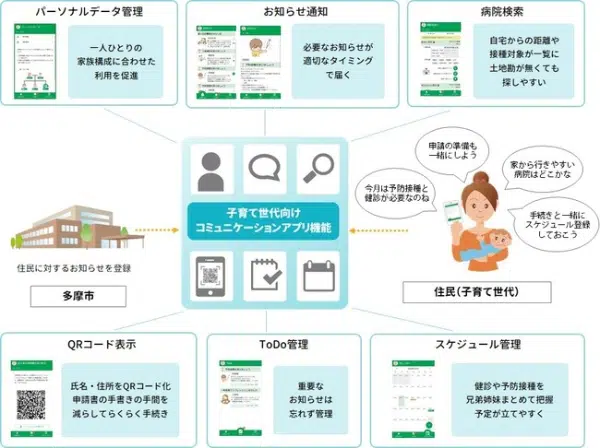 パーソナルデータ管理
一人ひとりの
家族構成に合わせた
利用を促進
お知らせ通知
必要なお知らせが
適切なタイミング
で届く
病院検索
自宅からの距離や
接種対象が一覧に
土地勘が無くても
探しやすい
子育て世代向け
コミュニケーションアプリ機能
住民に対するお知らせを登録
多摩市
申請の準備も
一緒にしよう
家から行きやすい
病院はどこかな
今月は予防接種と
健診が必要なのね
手続きと一緒に
スケジュール登録
しておこう
住民(子育て世代)
QRコード表示
氏名・住所をQRコード化
申請書の手書きの手間を
減らしてらくらく手続き
ToDo管理
重要な
お知らせは
忘れず管理
スケジュール管理
健診や予防接種を
兄弟姉妹まとめて把握
予定が立てやすく